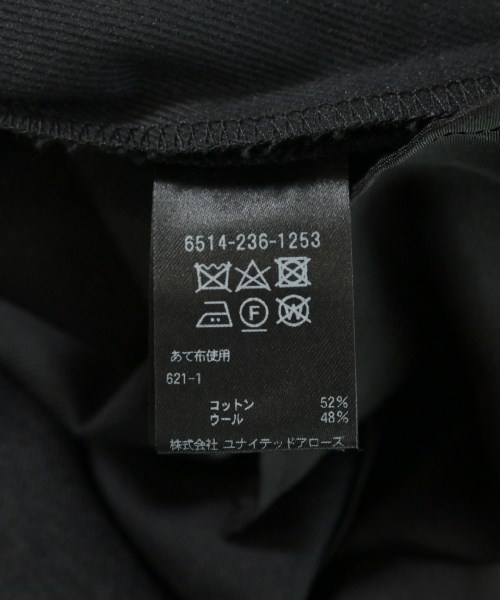 6514-236-1253
F W
あて布使用
621-1
コットン 52%
ウール 48%
株式会社 ユナイテッドアローズ